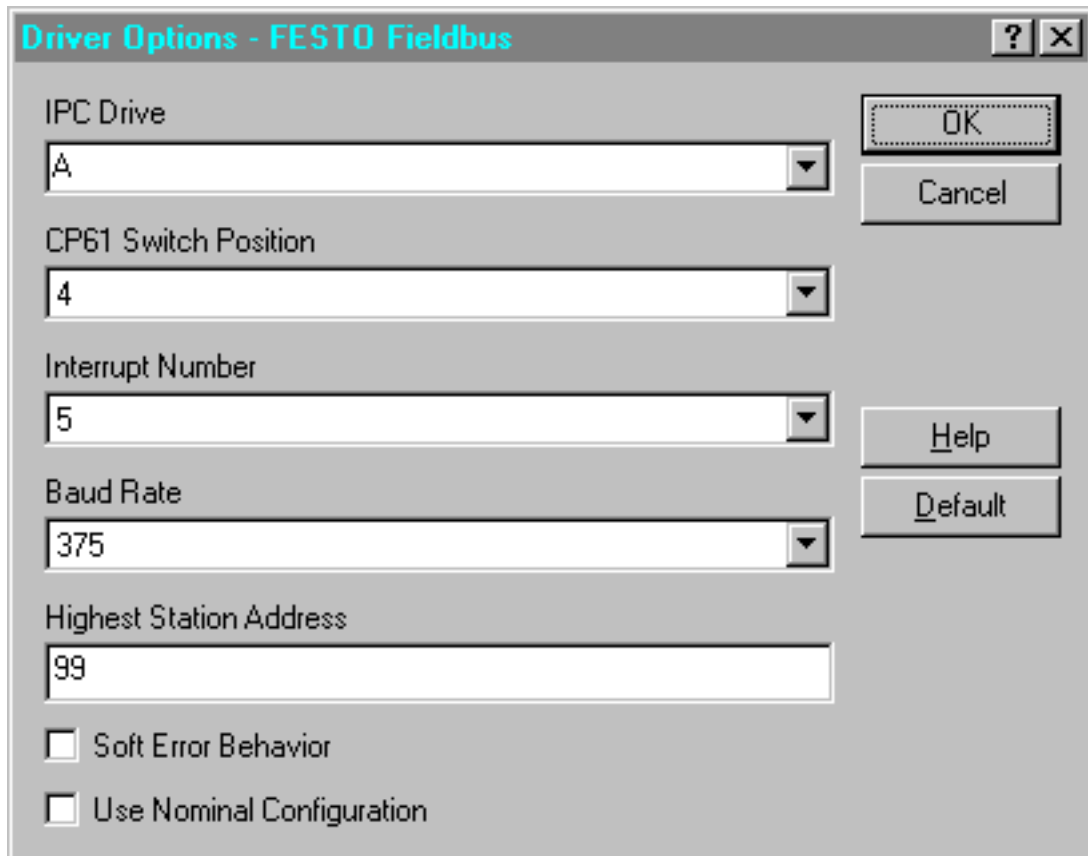 Driver Options - FESTO Fieldbus
IPC Drive
A
OK
Cancel
CP61 Switch Position
4
Interrupt Number
5
Help
Baud Rate
375
Default
Highest Station Address
99
Soft Error Behavior
Use Nominal Configuration